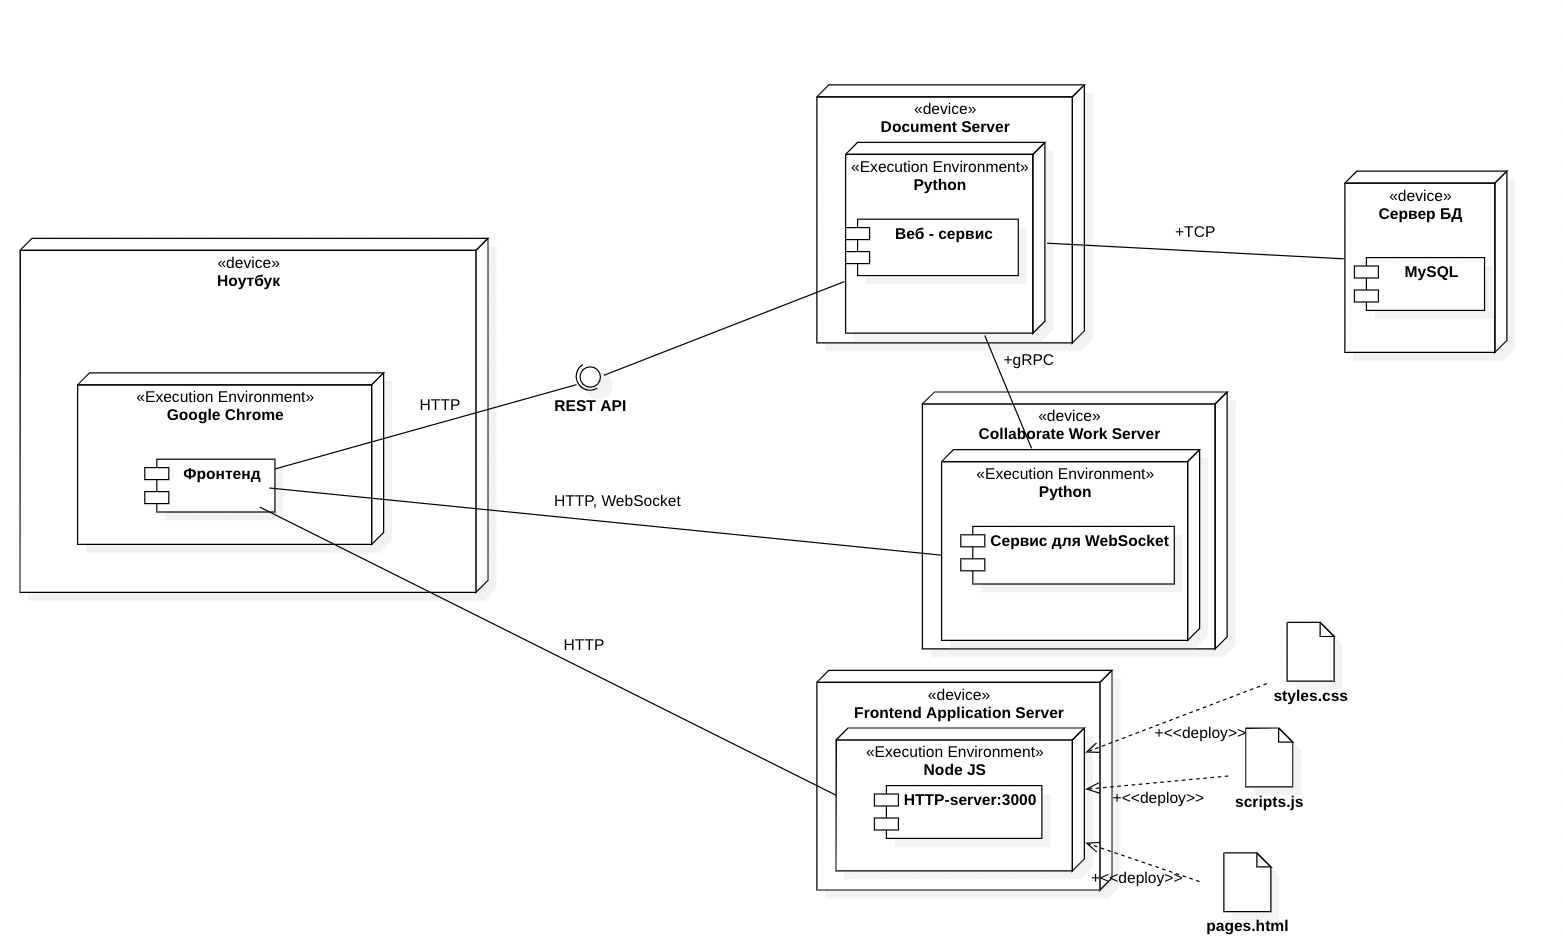 «device»
Ноутбук
«Execution Environment»
Google Chrome
Фронтенд
HTTP
REST API
HTTP, WebSocket
HTTP
«device»
Document Server
«Execution Environment»
Python
Веб - сервис
+TCP
«device»
Сервер БД
MySQL
+gRPC
«device»
Collaborate Work Server
«Execution Environment»
Python
Сервис для WebSocket
«device»
Frontend Application Server
«Execution Environment»
Node JS
HTTP-server:3000
styles.css
+<<deploy>>
scripts.js
+<<deploy>>
pages.html
+<<deploy>>